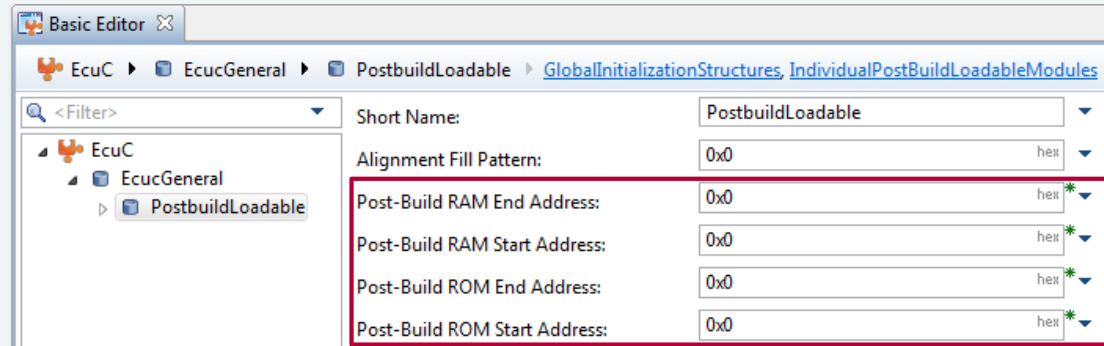 Basic Editor
EcuC EcucGeneral PostbuildLoadable GlobalInitializationStructures, IndividualPostBuildLoadableModules
<Filter>
EcuC
EcucGeneral
PostbuildLoadable
Short Name: PostbuildLoadable
Alignment Fill Pattern: 0x0 hex
Post-Build RAM End Address: 0x0 hex *
Post-Build RAM Start Address: 0x0 hex *
Post-Build ROM End Address: 0x0 hex *
Post-Build ROM Start Address: 0x0 hex *